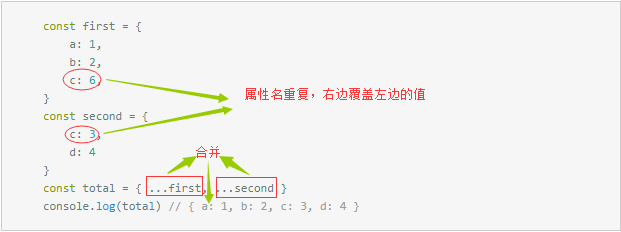 const first = {
a: 1,
b: 2,
c: 6,
}
属性名重复，右边覆盖左边的值
const second = {
c: 3,
d: 4
}
合并
const total = { ...first, ...second }
console.log(total) // { a: 1, b: 2, c: 3, d: 4 }